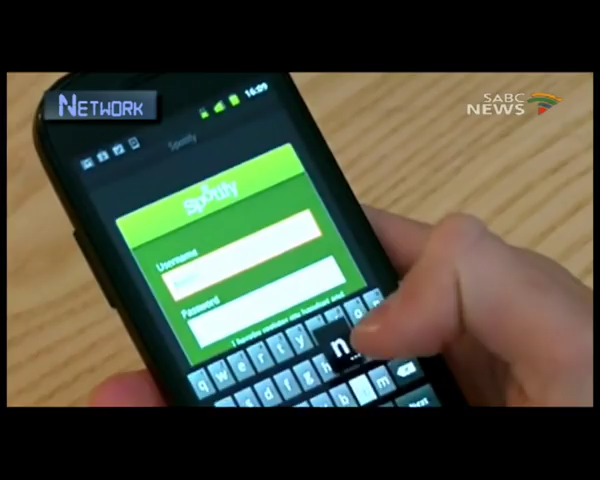 NETWORK
SABC
NEWS
16:09
Spotify
Spotify
Username
Password
q w e r t y
n...
d f g h
b m